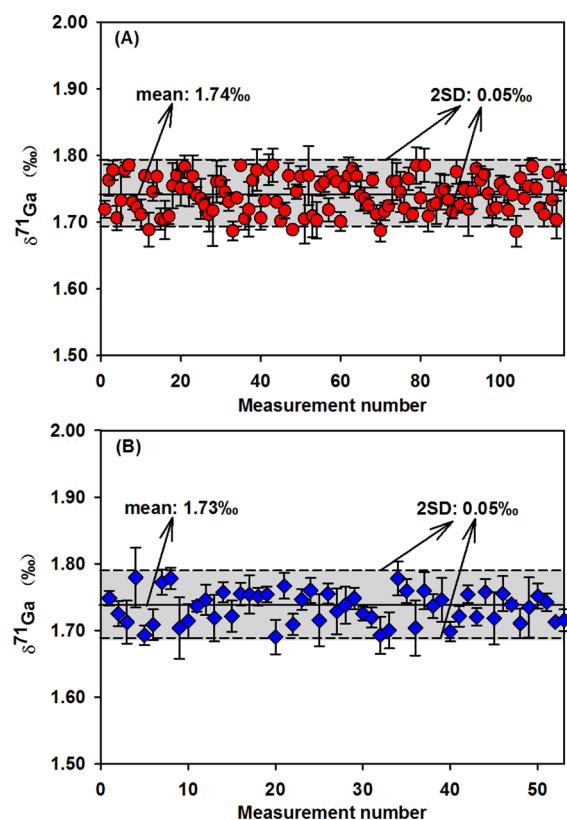 2.00
(A)
1.90
mean: 1.74‰
2SD: 0.05‰
1.80
δ71Ga (‰)
1.70
1.60
1.50
0 20 40 60 80 100
Measurement number
2.00
(B)
1.90
mean: 1.73‰
2SD: 0.05‰
1.80
δ71Ga (‰)
1.70
1.60
1.50
0 10 20 30 40 50
Measurement number